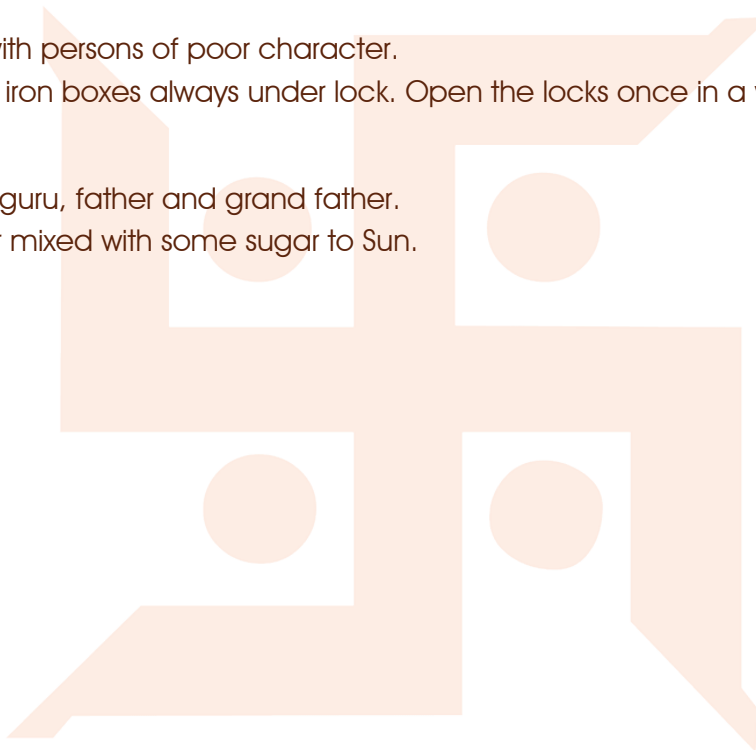 with persons of poor character.
iron boxes always under lock. Open the locks once in a
guru, father and grand father.
mixed with some sugar to Sun.